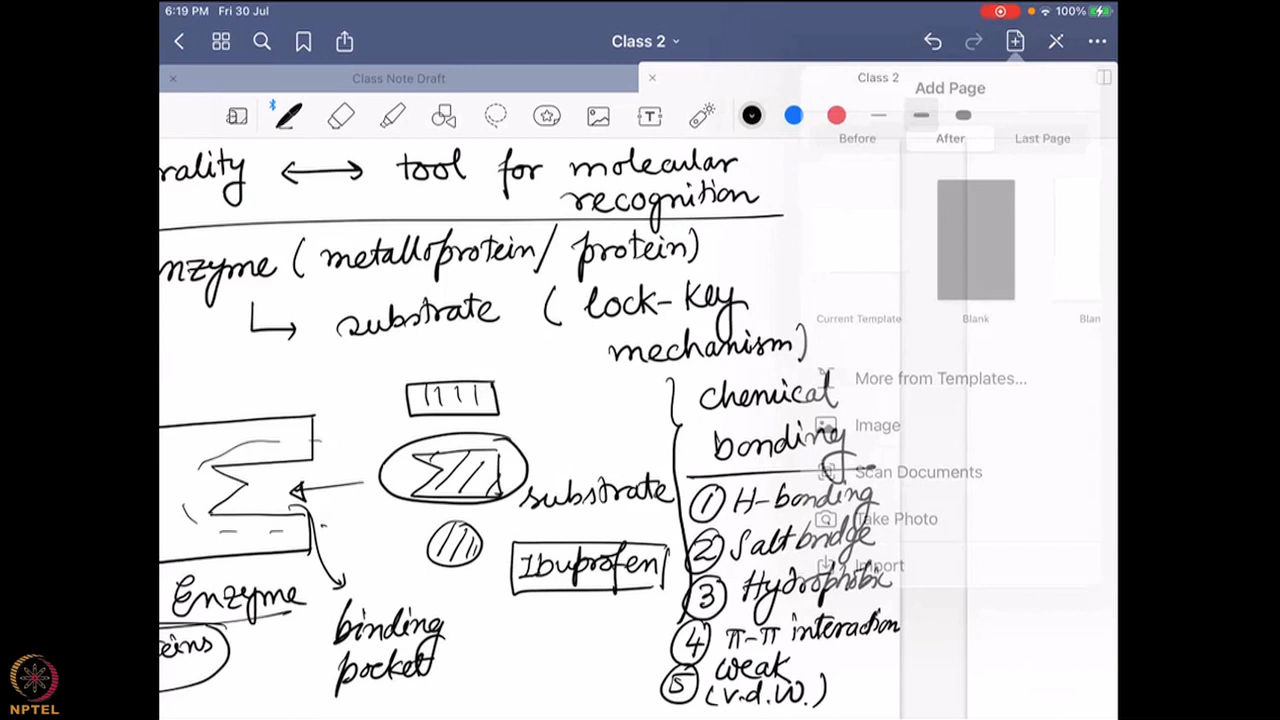 6:19 PM Fri 30 Jul
100%
Class 2
Class Note Draft
Class 2
Add Page
Before
After
Last Page
rality ↔ tool for molecular
recognition
nzyme ( metalloprotein/ protein)
↳ substrate ( lock-key
mechanism)
Current Template
Blank
Blan
More from Templates...
Image
Scan Documents
Take Photo
Import
chemical
bonding
substrate
Ibuprofen
① H-bonding
② Salt bridge
③ Hydrophobic
④ π-π interaction
⑤ weak
(v.d.W.)
Enzyme
binding
pocket
eins
NPTEL